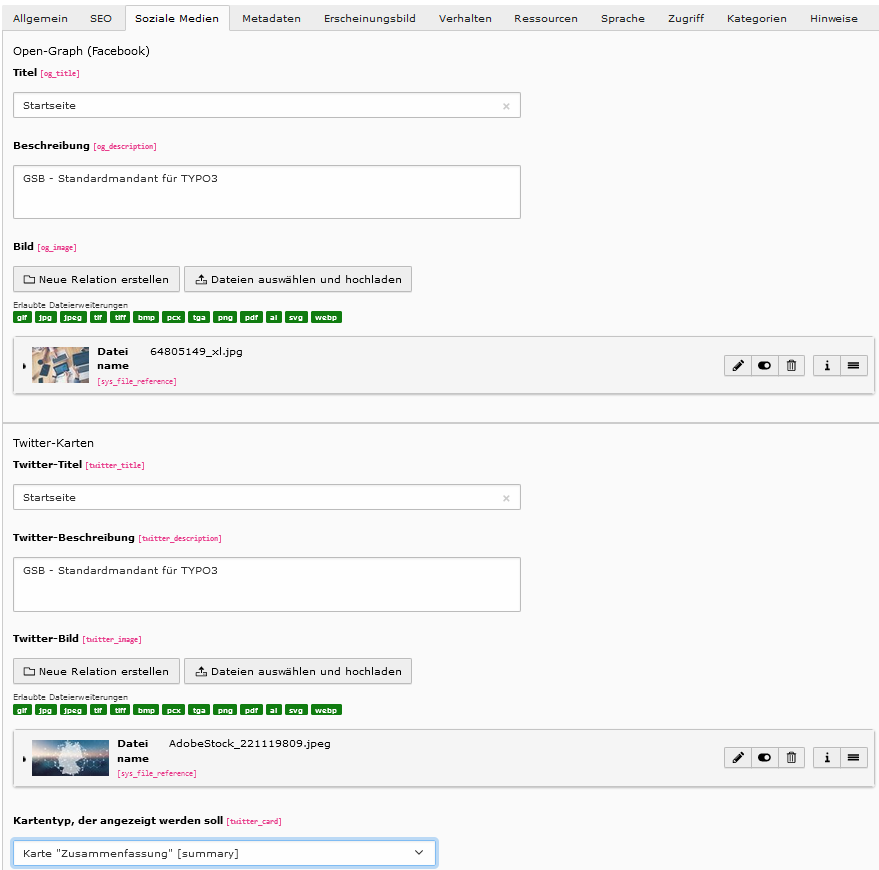 Allgemein SEO Soziale Medien Metadaten Erscheinungsbild Verhalten Ressourcen Sprache Zugriff Kategorien Hinweise
Open-Graph (Facebook)
Titel [og_title]
Startseite ×
Beschreibung [og_description]
GSB - Standardmandant für TYPO3
Bild [og_image]
Neue Relation erstellen Dateien auswählen und hochladen
Erlaubte Dateierweiterungen
gif jpg jpeg tif tiff bmp pcx tga png pdf ai svg webp
Datei 64805149_xl.jpg
name
[sys_file_reference]
Twitter-Karten
Twitter-Titel [twitter_title]
Startseite ×
Twitter-Beschreibung [twitter_description]
GSB - Standardmandant für TYPO3
Twitter-Bild [twitter_image]
Neue Relation erstellen Dateien auswählen und hochladen
Erlaubte Dateierweiterungen
gif jpg jpeg tif tiff bmp pcx tga png pdf ai svg webp
Datei AdobeStock_221119809.jpeg
name
[sys_file_reference]
Kartentyp, der angezeigt werden soll [twitter_card]
Karte "Zusammenfassung" [summary]